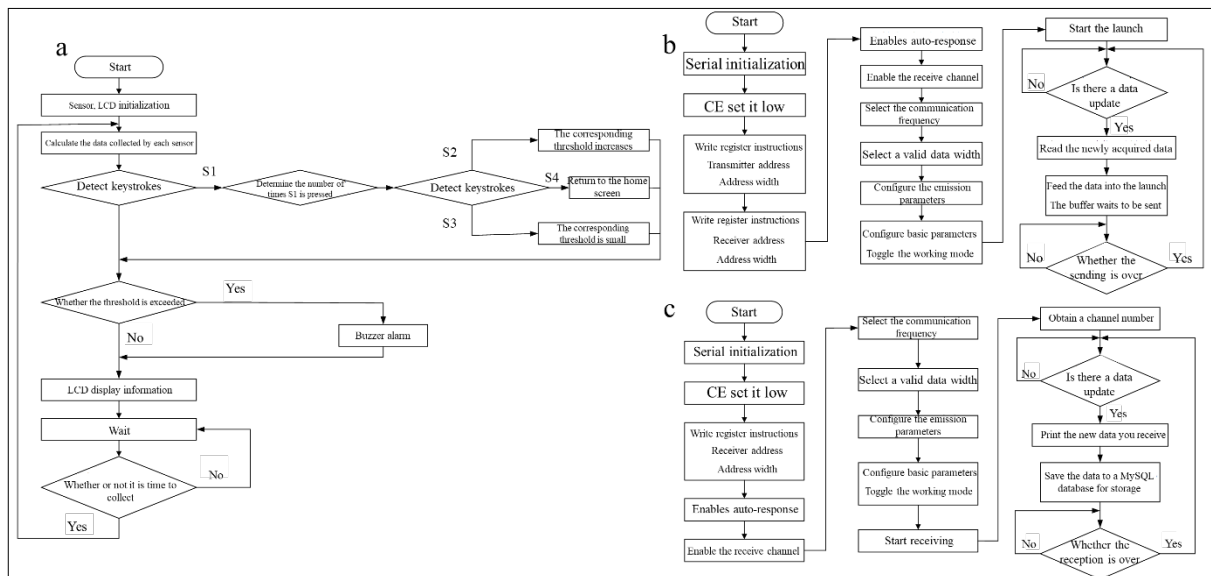 a
Start
Sensor, LCD initialization
Calculate the data collected by each sensor
Detect keystrokes
S1
Determine the number of
times S1 is pressed
Detect keystrokes
S2
S4
S3
The corresponding
threshold increases
Return to the home
screen
The corresponding
threshold is small
Whether the threshold is exceeded
Yes
No
Buzzer alarm
LCD display information
Wait
Whether or not it is time to
collect
No
Yes
b
Start
Serial initialization
CE set it low
Write register instructions
Transmitter address
Address width
Write register instructions
Receiver address
Address width
Enables auto-response
Enable the receive channel
Select the communication
frequency
Select a valid data width
Configure the emission
parameters
Configure basic parameters
Toggle the working mode
Start the launch
Is there a data
update
No
Yes
Read the newly acquired data
Feed the data into the launch
The buffer waits to be sent
Whether the
sending is over
No
Yes
c
Start
Serial initialization
CE set it low
Write register instructions
Receiver address
Address width
Enables auto-response
Enable the receive channel
Select the communication
frequency
Select a valid data width
Configure the emission
parameters
Configure basic parameters
Toggle the working mode
Start receiving
Obtain a channel number
Is there a data
update
No
Yes
Print the new data you receive
Save the data to a MySQL
database for storage
Whether the
reception is over
No
Yes